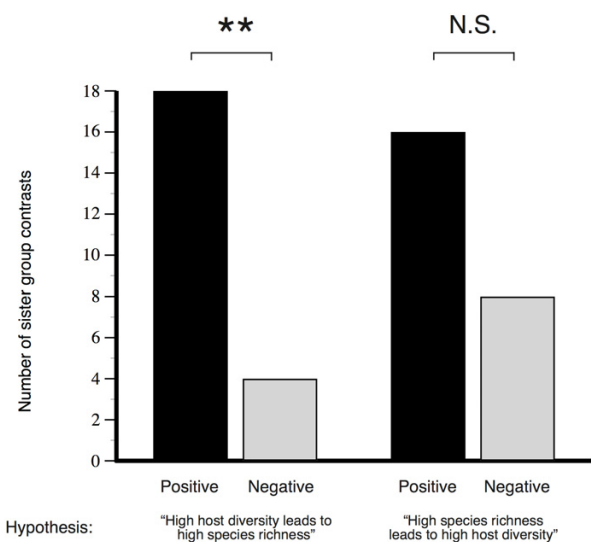 ** N.S.
18
16
14
12
10
8
6
4
2
0
Number of sister group contrasts
Positive Negative Positive Negative
Hypothesis:
“High host diversity leads to
high species richness”
“High species richness
leads to high host diversity”